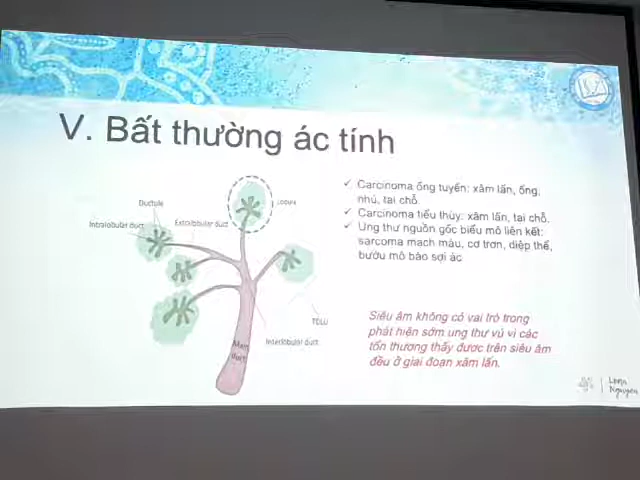 V. Bất thường ác tính
Ductule
Lobule
Intralobular duct
Extralobular duct
TDLU
Interlobular duct
Main
duct
✓ Carcinoma ống tuyến: xâm lấn, ống,
nhú, tại chỗ.
✓ Carcinoma tiểu thùy: xâm lấn, tại chỗ.
✓ Ung thư nguồn gốc biểu mô liên kết:
sarcoma mạch máu, cơ trơn, diệp thể,
bướu mô bào sợi ác
Siêu âm không có vai trò trong
phát hiện sớm ung thư vú vì các
tổn thương thấy được trên siêu âm
đều ở giai đoạn xâm lấn.
Nguyen